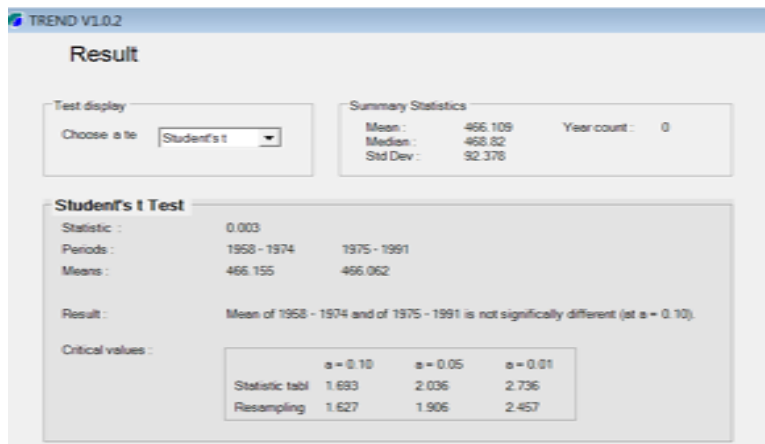 TREND V1.0.2
Result
Test display
Choose a te Student's t
Summary Statistics
Mean : 466.109 Year count : 0
Median : 468.82
Std Dev : 92.378
Student's t Test
Statistic : 0.003
Periods : 1958 - 1974 1975 - 1991
Means : 466.155 466.062
Result : Mean of 1958 - 1974 and of 1975 - 1991 is not significally different (at a = 0.10).
Critical values :
a = 0.10 a = 0.05 a = 0.01
Statistic tabl 1.693 2.036 2.736
Resampling 1.627 1.906 2.457